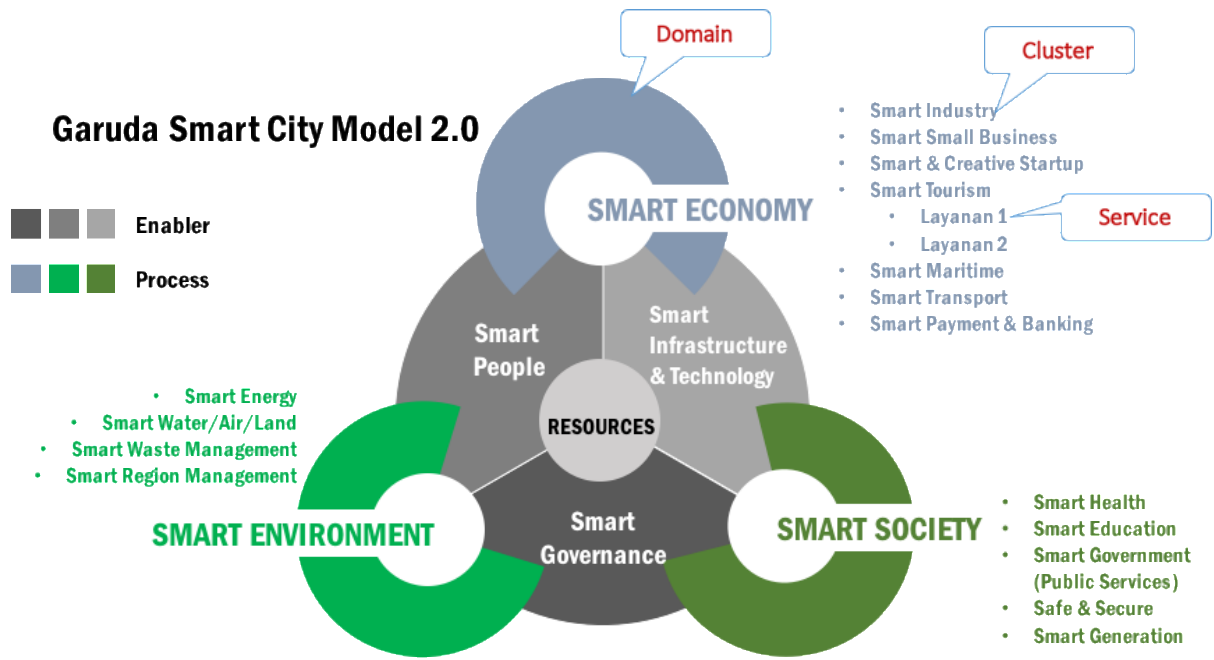 Domain
Cluster
Garuda Smart City Model 2.0
Enabler
Process
SMART ECONOMY
• Smart Industry
• Smart Small Business
• Smart & Creative Startup
• Smart Tourism
• Layanan 1
• Layanan 2
Service
• Smart Maritime
• Smart Transport
• Smart Payment & Banking
Smart
People
Smart
Infrastructure
& Technology
RESOURCES
Smart
Governance
• Smart Energy
• Smart Water/Air/Land
• Smart Waste Management
• Smart Region Management
SMART ENVIRONMENT
SMART SOCIETY
• Smart Health
• Smart Education
• Smart Government
(Public Services)
• Safe & Secure
• Smart Generation